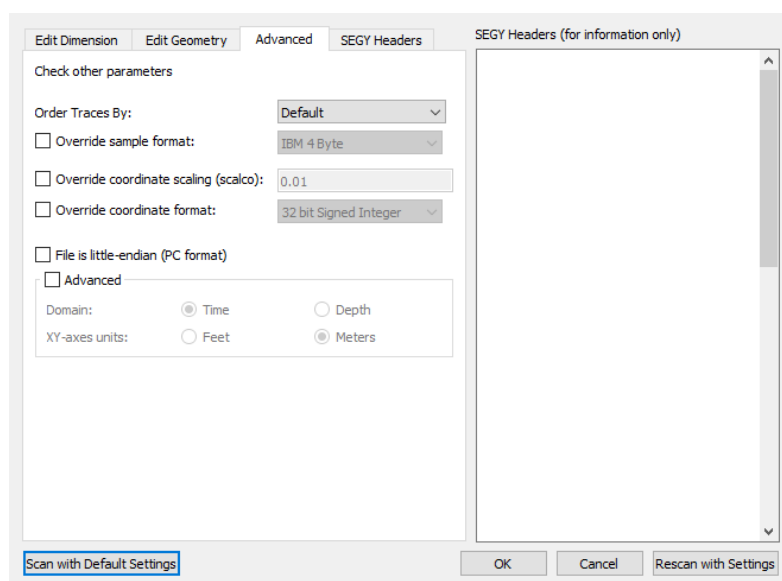 Edit Dimension Edit Geometry Advanced SEGY Headers
Check other parameters
Order Traces By: Default
Override sample format: IBM 4 Byte
Override coordinate scaling (scalco): 0.01
Override coordinate format: 32 bit Signed Integer
File is little-endian (PC format)
Advanced
Domain: Time Depth
XY-axes units: Feet Meters
SEGY Headers (for information only)
Scan with Default Settings OK Cancel Rescan with Settings